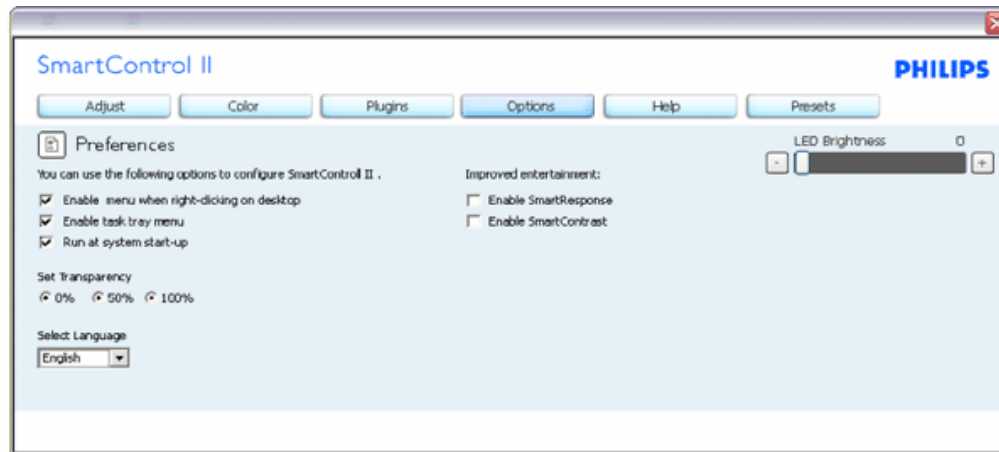 SmartControl II
PHILIPS
Adjust Color Plugins Options Help Presets
Preferences
LED Brightness 0
- +
You can use the following options to configure SmartControl II .
Improved entertainment:
Enable menu when right-clicking on desktop
Enable SmartResponse
Enable task tray menu
Enable SmartContrast
Run at system start-up
Set Transparency
0% 50% 100%
Select Language
English